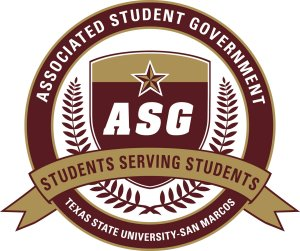 ASSOCIATED STUDENT GOVERNMENT
ASG
STUDENTS SERVING STUDENTS
TEXAS STATE UNIVERSITY-SAN MARCOS